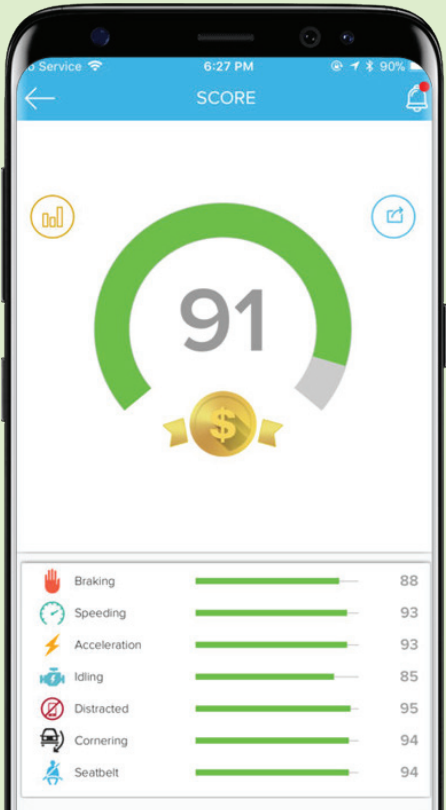 Service 6:27 PM 90%
SCORE
91
$
Braking 88
Speeding 93
Acceleration 93
Idling 85
Distracted 95
Cornering 94
Seatbelt 94